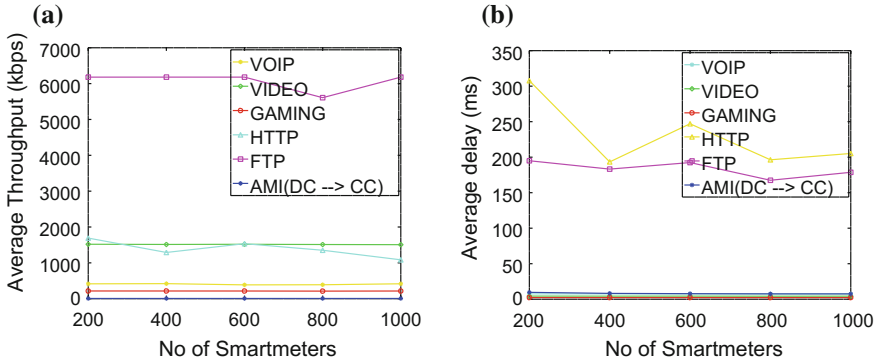 (a)
Average Throughput (kbps)
7000
6000
5000
4000
3000
2000
1000
0
200 400 600 800 1000
No of Smartmeters
VOIP
VIDEO
GAMING
HTTP
FTP
AMI(DC --> CC)
(b)
Average delay (ms)
350
300
250
200
150
100
50
0
200 400 600 800 1000
No of Smartmeters
VOIP
VIDEO
GAMING
HTTP
FTP
AMI(DC --> CC)